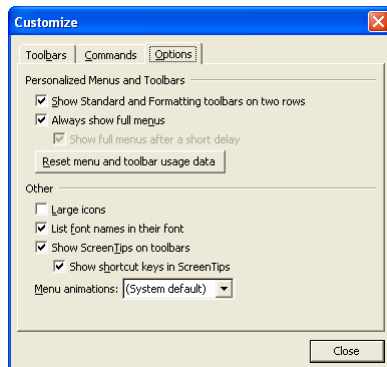 Customize
Toolbars Commands Options
Personalized Menus and Toolbars
Show Standard and Formatting toolbars on two rows
Always show full menus
Show full menus after a short delay
Reset menu and toolbar usage data
Other
Large icons
List font names in their font
Show ScreenTips on toolbars
Show shortcut keys in ScreenTips
Menu animations: (System default)
Close